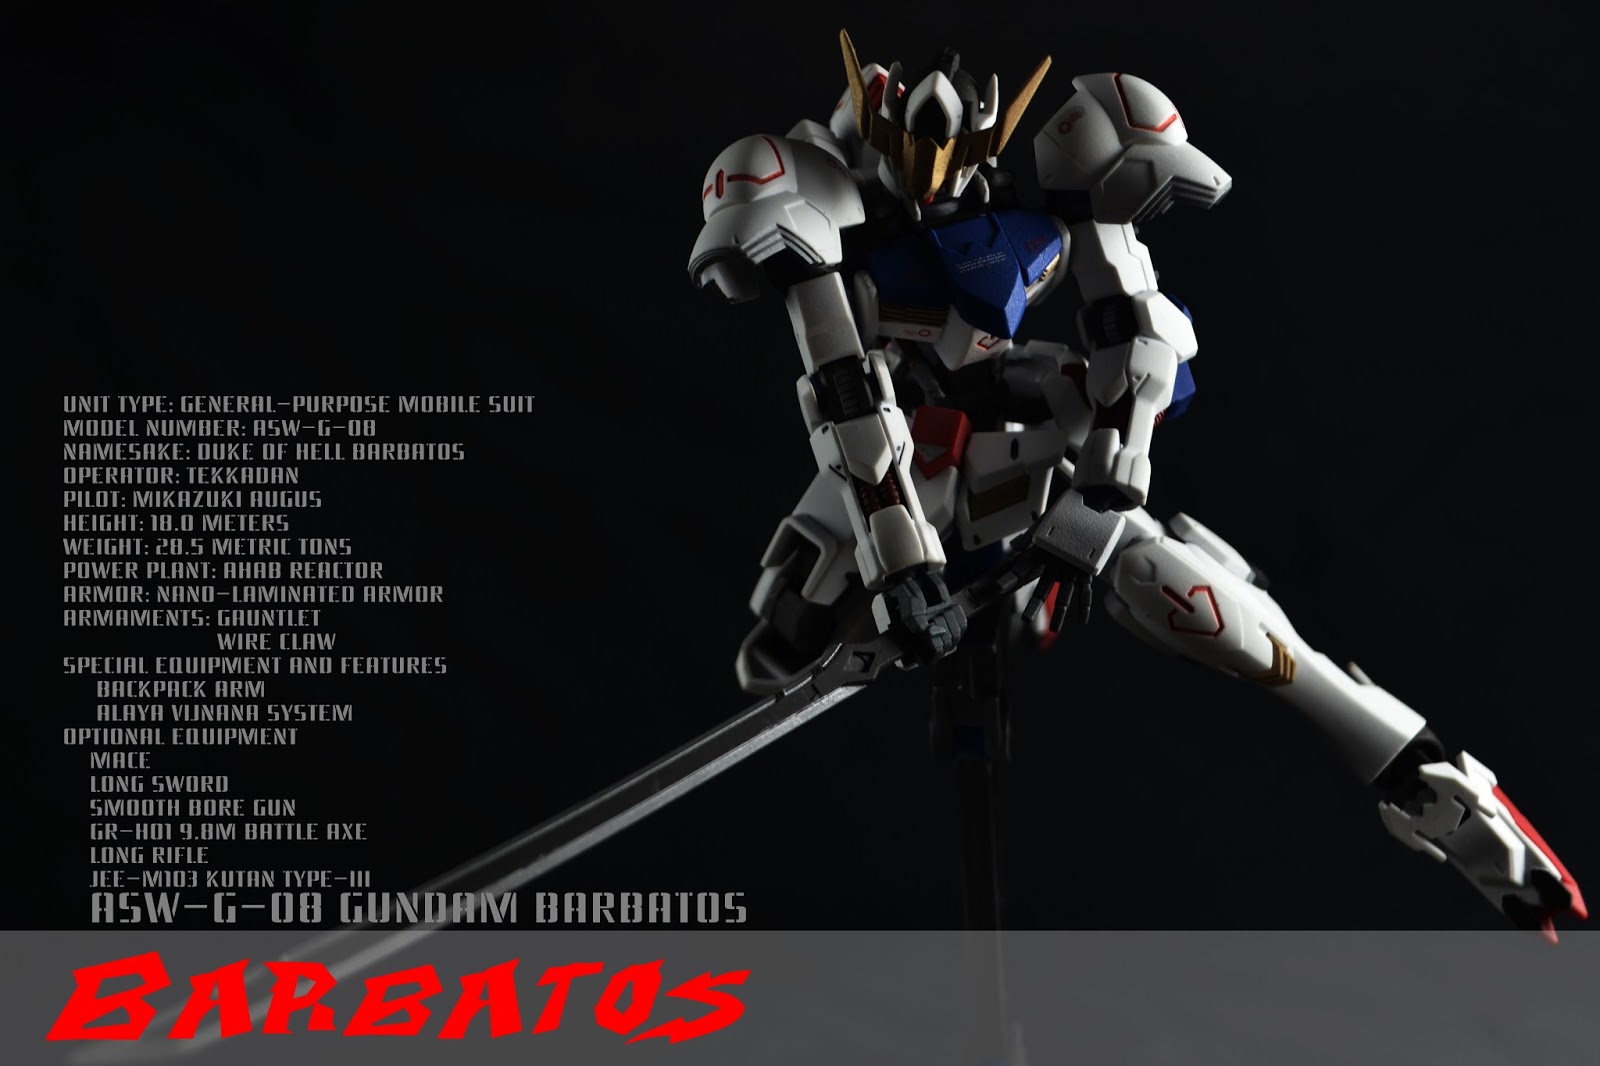 UNIT TYPE: GENERAL-PURPOSE MOBILE SUIT
MODEL NUMBER: ASW-G-08
NAMESAKE: DUKE OF HELL BARBATOS
OPERATOR: TEKKADAN
PILOT: MIKAZUKI AUGUS
HEIGHT: 18.0 METERS
WEIGHT: 28.5 METRIC TONS
POWER PLANT: AHAB REACTOR
ARMOR: NANO-LAMINATED ARMOR
ARMAMENTS: GAUNTLET
WIRE CLAW
SPECIAL EQUIPMENT AND FEATURES
BACKPACK ARM
ALAYA VIJNANA SYSTEM
OPTIONAL EQUIPMENT
MACE
LONG SWORD
SMOOTH BORE GUN
GR-H01 9.8M BATTLE AXE
LONG RIFLE
JEE-M103 KUTAN TYPE-III
ASW-G-08 GUNDAM BARBATOS
BARBATOS